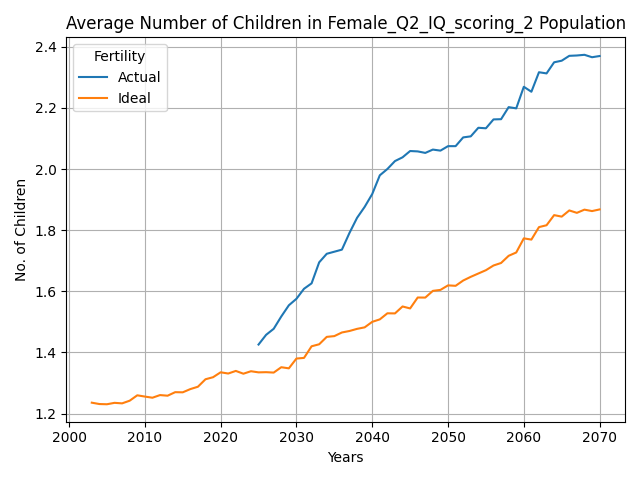 Average Number of Children in Female_Q2_IQ_scoring_2 Population
Fertility
Actual
Ideal
No. of Children
2.4
2.2
2.0
1.8
1.6
1.4
1.2
2000 2010 2020 2030 2040 2050 2060 2070
Years